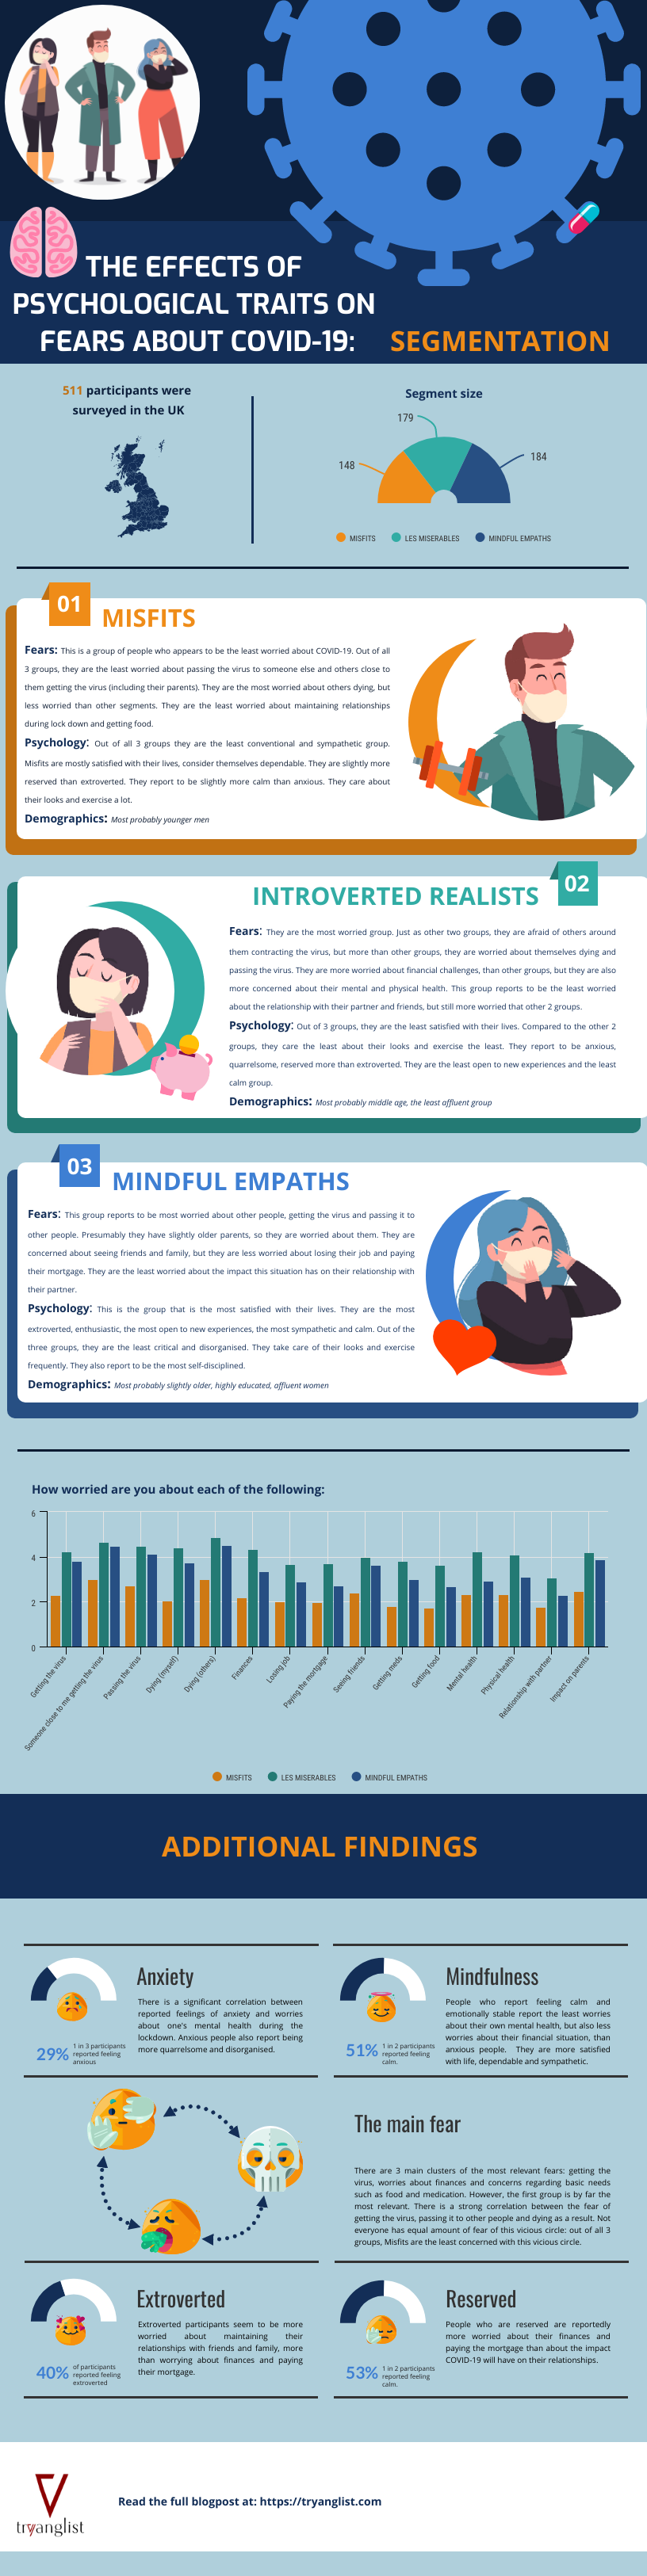 THE EFFECTS OF
PSYCHOLOGICAL TRAITS ON
FEARS ABOUT COVID-19: SEGMENTATION
511 participants were
surveyed in the UK
Segment size
179
148
184
MISFITS
LES MISERABLES
MINDFUL EMPATHS
01
MISFITS
Fears: This is a group of people who appears to be the least worried about COVID-19. Out of all
3 groups, they are the least worried about passing the virus to someone else and others close to
them getting the virus (including their parents). They are the most worried about others dying, but
less worried than other segments. They are the least worried about maintaining relationships
during lock down and getting food.
Psychology: Out of all 3 groups they are the least conventional and sympathetic group.
Misfits are mostly satisfied with their lives, consider themselves dependable. They are slightly more
reserved than extroverted. They report to be slightly more calm than anxious. They care about
their looks and exercise a lot.
Demographics: Most probably younger men
INTROVERTED REALISTS
02
Fears: They are the most worried group. Just as other two groups, they are afraid of others around
them contracting the virus, but more than other groups, they are worried about themselves dying and
passing the virus. They are more worried about financial challenges, than other groups, but they are also
more concerned about their mental and physical health. This group reports to be the least worried
about the relationship with their partner and friends, but still more worried that other 2 groups.
Psychology: Out of 3 groups, they are the least satisfied with their lives. Compared to the other 2
groups, they care the least about their looks and exercise the least. They report to be anxious,
quarrelsome, reserved more than extroverted. They are the least open to new experiences and the least
calm group.
Demographics: Most probably middle age, the least affluent group
03
MINDFUL EMPATHS
Fears: This group reports to be most worried about other people, getting the virus and passing it to
other people. Presumably they have slightly older parents, so they are worried about them. They are
concerned about seeing friends and family, but they are less worried about losing their job and paying
their mortgage. They are the least worried about the impact this situation has on their relationship with
their partner.
Psychology: This is the group that is the most satisfied with their lives. They are the most
extroverted, enthusiastic, the most open to new experiences, the most sympathetic and calm. Out of the
three groups, they are the least critical and disorganised. They take care of their looks and exercise
frequently. They also report to be the most self-disciplined.
Demographics: Most probably slightly older, highly educated, affluent women
How worried are you about each of the following:
6
4
2
0
Getting the virus
Someone close to me getting the virus
Passing the virus
Dying (myself)
Dying (others)
Finances
Losing job
Paying the mortgage
Seeing friends
Getting meds
Getting food
Mental health
Physical health
Relationship with partner
Impact on parents
MISFITS
LES MISERABLES
MINDFUL EMPATHS
ADDITIONAL FINDINGS
Anxiety
There is a significant correlation between
reported feelings of anxiety and worries
about one's mental health during the
lockdown. Anxious people also report being
more quarrelsome and disorganised.
29%
1 in 3 participants
reported feeling
anxious
Mindfulness
People who report feeling calm and
emotionally stable report the least worries
about their own mental health, but also less
worries about their financial situation, than
anxious people. They are more satisfied
with life, dependable and sympathetic.
51%
1 in 2 participants
reported feeling
calm.
The main fear
There are 3 main clusters of the most relevant fears: getting the
virus, worries about finances and concerns regarding basic needs
such as food and medication. However, the first group is by far the
most relevant. There is a strong correlation between the fear of
getting the virus, passing it to other people and dying as a result. Not
everyone has equal amount of fear of this vicious circle: out of all 3
groups, Misfits are the least concerned with this vicious circle.
Extroverted
Extroverted participants seem to be more
worried about maintaining their
relationships with friends and family, more
than worrying about finances and paying
their mortgage.
40%
of participants
reported feeling
extroverted
Reserved
People who are reserved are reportedly
more worried about their finances and
paying the mortgage than about the impact
COVID-19 will have on their relationships.
53%
1 in 2 participants
reported feeling
calm.
tryanglist
Read the full blogpost at: https://tryanglist.com